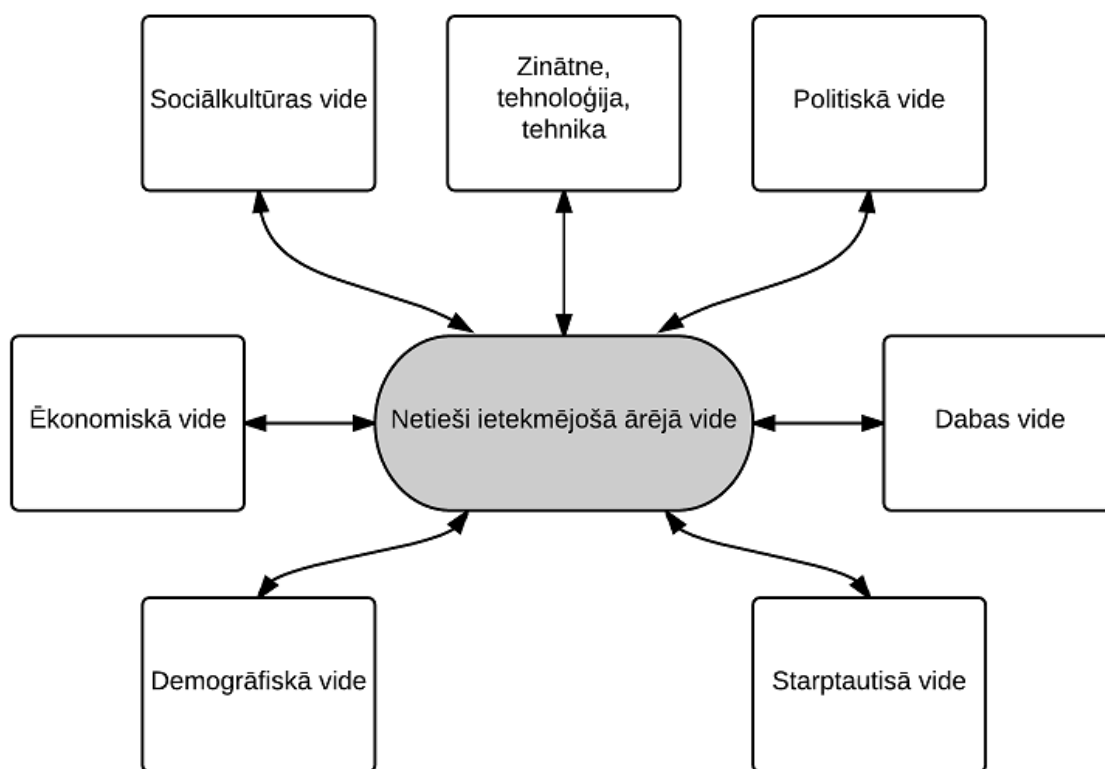 Sociālkultūras vide
Zinātne,
tehnoloģija,
tehnika
Politiskā vide
Ēkonomiskā vide
Netieši ietekmējošā ārējā vide
Dabas vide
Demogrāfiskā vide
Starptautisā vide